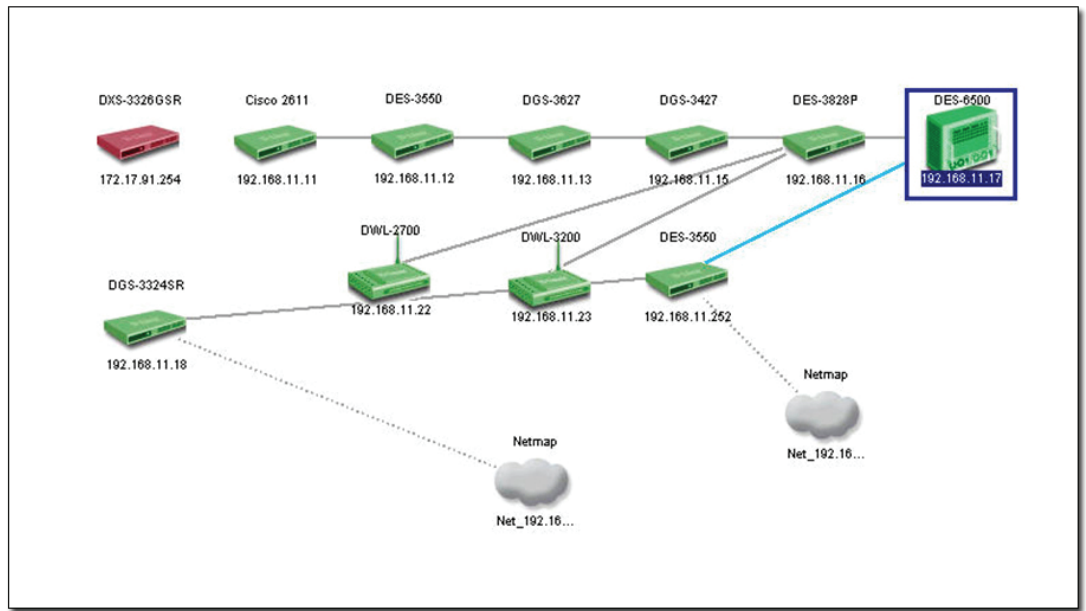 DXS-3326GSR
Cisco 2611
DES-3550
DGS-3627
DGS-3427
DES-3828P
DES-6500
172.17.91.254
192.168.11.11
192.168.11.12
192.168.11.13
192.168.11.15
192.168.11.16
192.168.11.17
DWL-2700
DWL-3200
DES-3550
DGS-3324SR
192.168.11.22
192.168.11.23
192.168.11.252
192.168.11.18
Netmap
Net_192.16...
Netmap
Net_192.16...